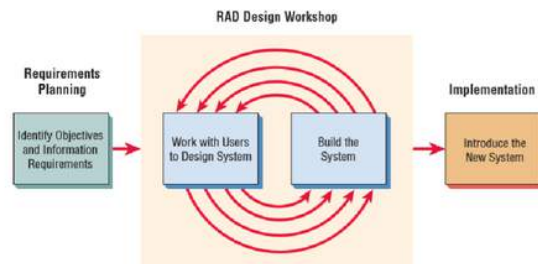 RAD Design Workshop
Requirements
Planning
Identify Objectives
and Information
Requirements
Work with Users
to Design System
Build the
System
Implementation
Introduce the
New System